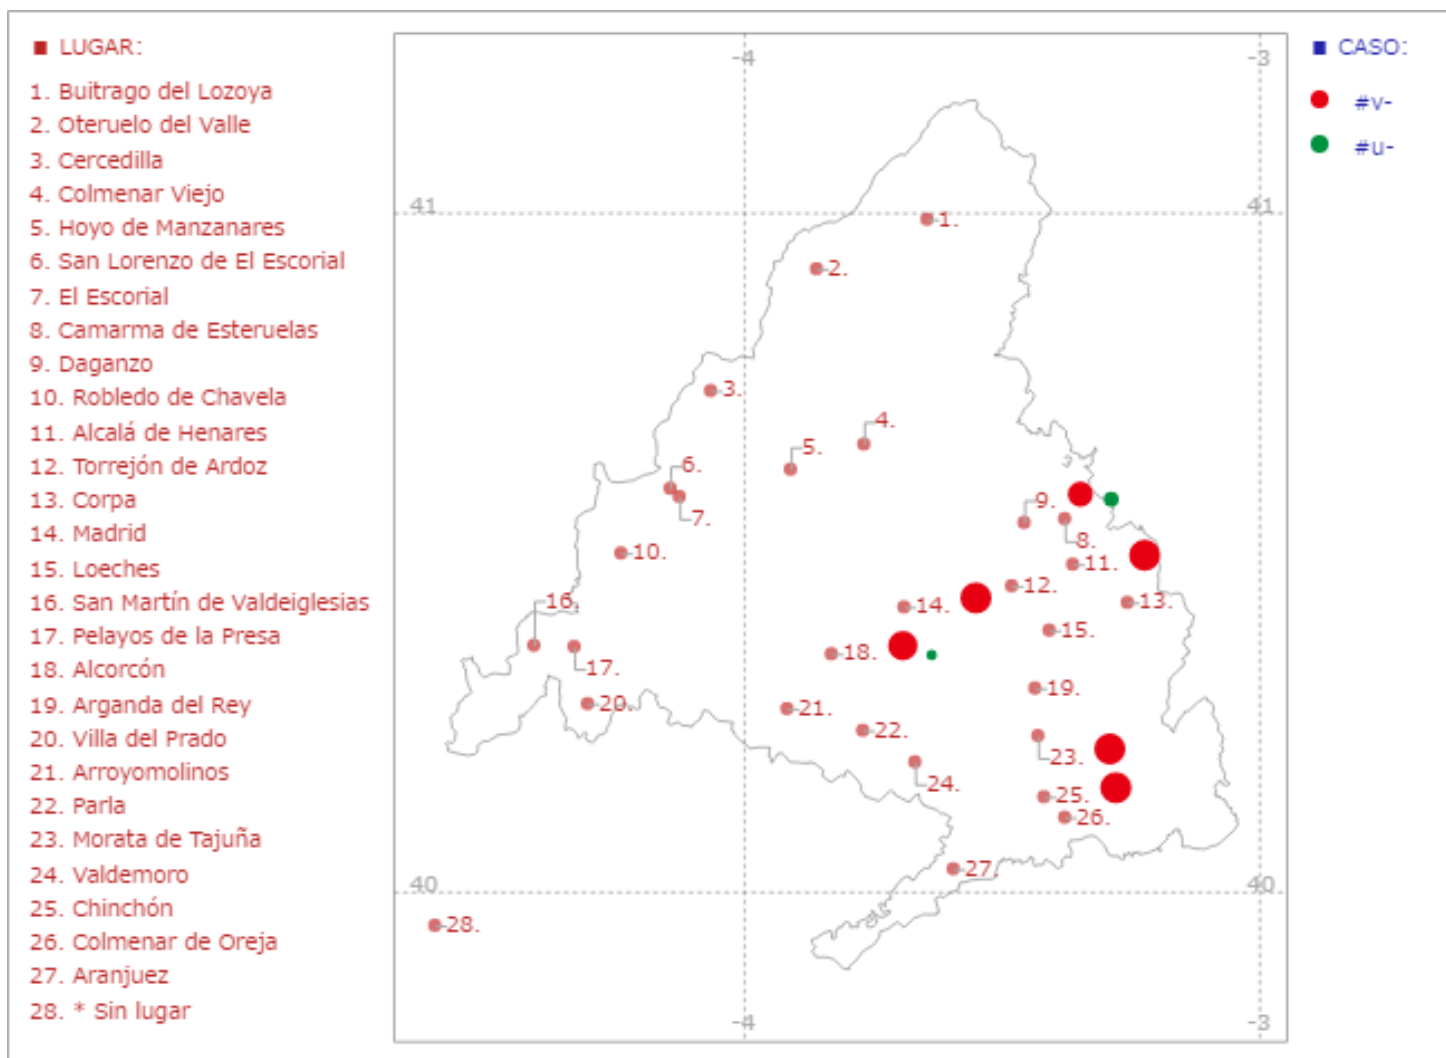 LUGAR:
1. Buitrago del Lozoya
2. Oteruelo del Valle
3. Cercedilla
4. Colmenar Viejo
5. Hoyo de Manzanares
6. San Lorenzo de El Escorial
7. El Escorial
8. Camarma de Esteruelas
9. Daganzo
10. Robledo de Chavela
11. Alcalá de Henares
12. Torrejón de Ardoz
13. Corpa
14. Madrid
15. Loeches
16. San Martín de Valdeiglesias
17. Pelayos de la Presa
18. Alcorcón
19. Arganda del Rey
20. Villa del Prado
21. Arroyomolinos
22. Parla
23. Morata de Tajuña
24. Valdemoro
25. Chinchón
26. Colmenar de Oreja
27. Aranjuez
28. * Sin lugar
-4 -3
41 41
1.
2.
3.
4.
5.
6.
7.
9.
8.
10.
11.
12.
13.
14.
15.
16.
17.
18.
19.
20.
21.
22.
23.
24.
25.
26.
27.
40 40
28.
-4 -3
CASO:
#v-
#u-